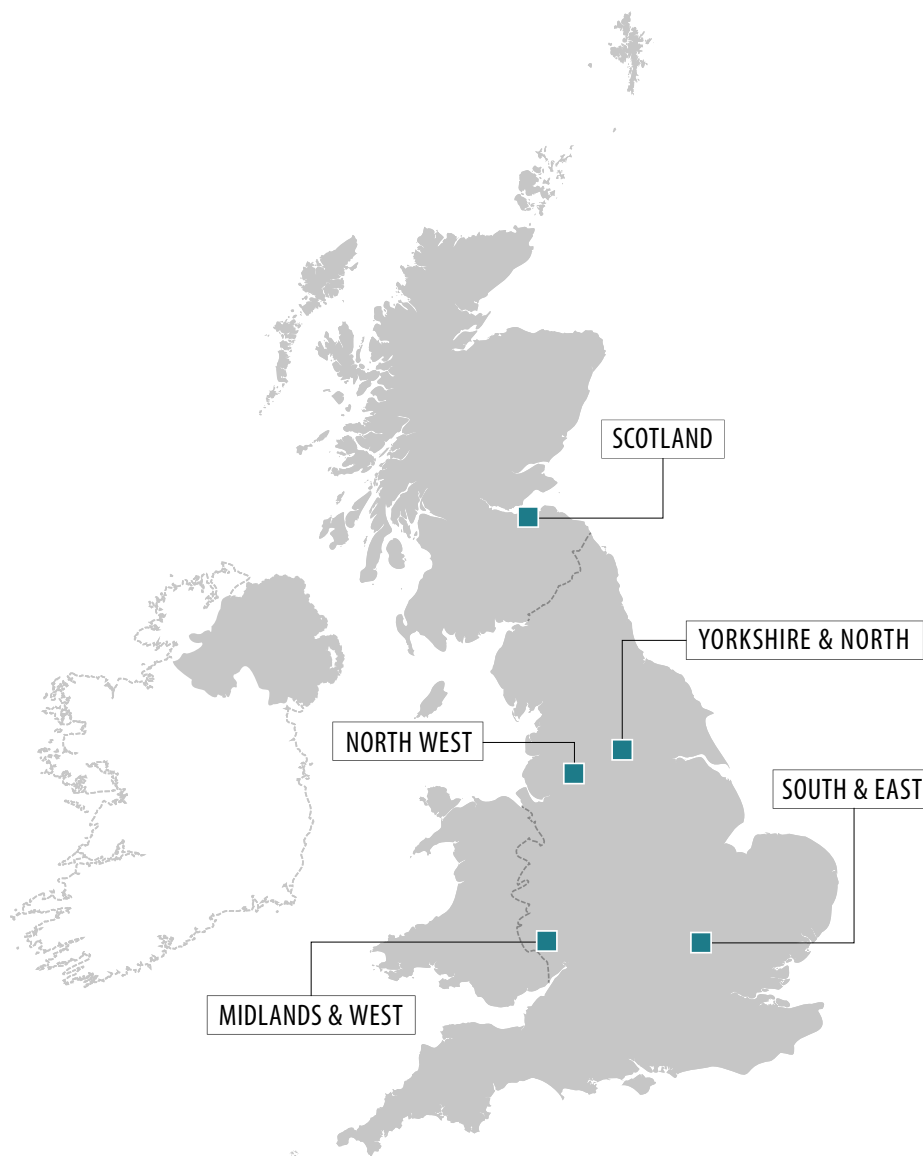 SCOTLAND
YORKSHIRE & NORTH
NORTH WEST
SOUTH & EAST
MIDLANDS & WEST